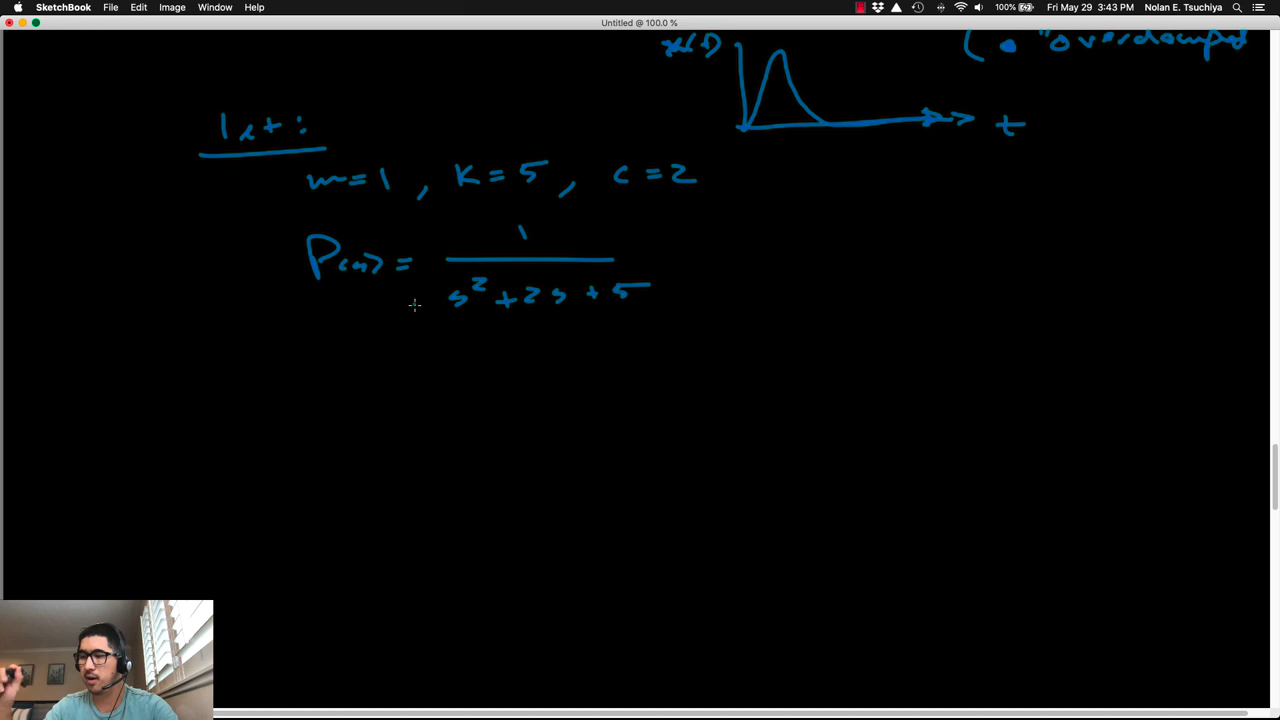 SketchBook File Edit Image Window Help 100% Fri May 29 3:43 PM Nolan E. Tsuchiya
Untitled @ 100.0 %
x(t) "overdamped
t
let:
m=1 , K=5 , c=2
P(s) = 1
s² + 2s + 5